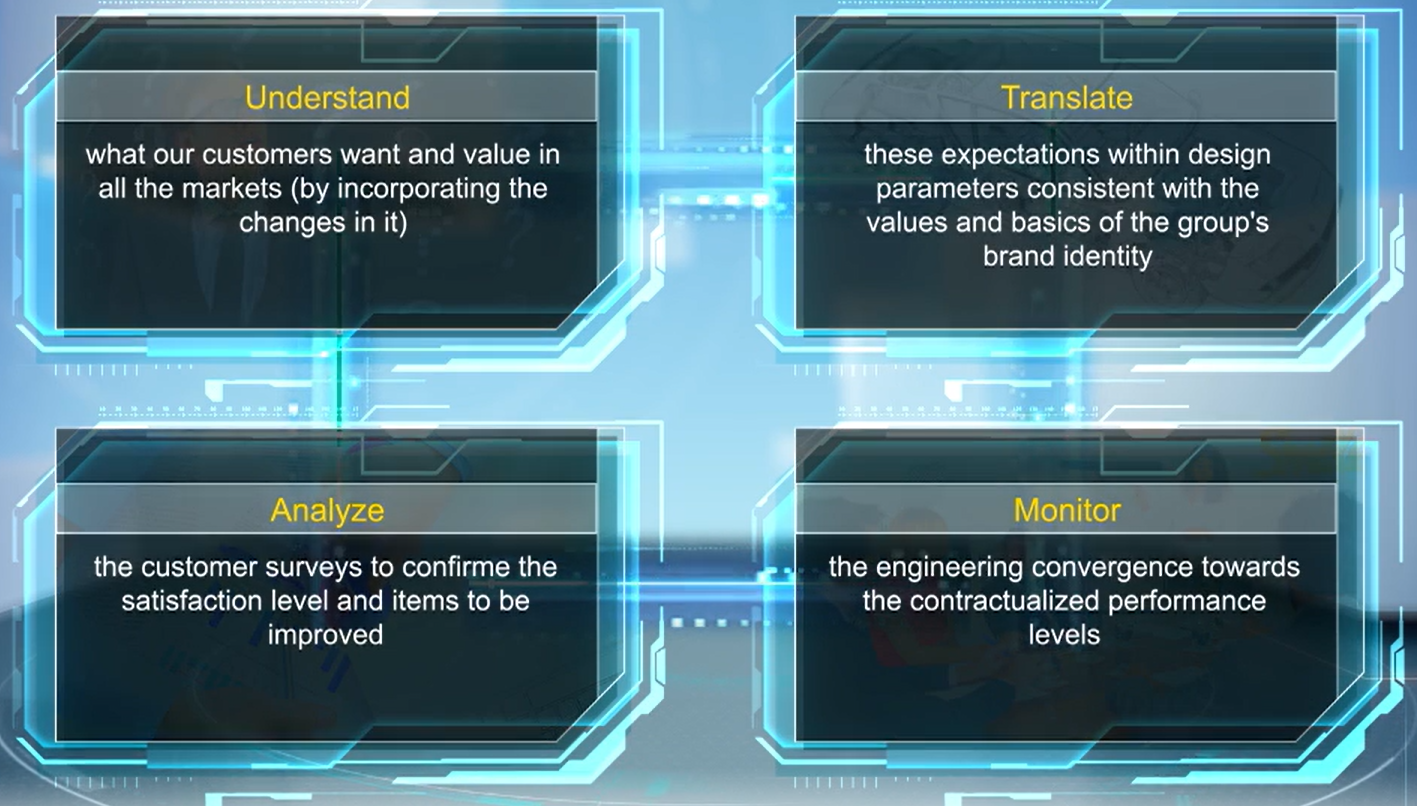 Understand
what our customers want and value in
all the markets (by incorporating the
changes in it)
Translate
these expectations within design
parameters consistent with the
values and basics of the group's
brand identity
Analyze
the customer surveys to confirme the
satisfaction level and items to be
improved
Monitor
the engineering convergence towards
the contractualized performance
levels